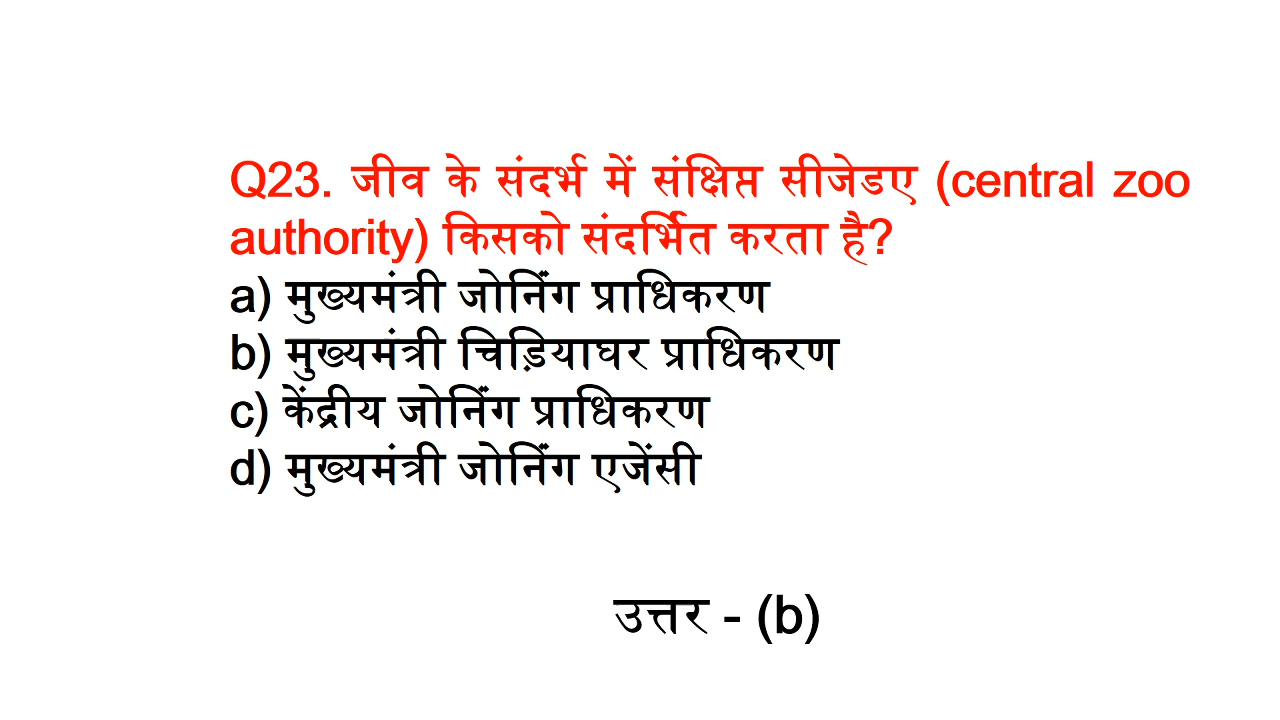 Q23. जीव के संदर्भ में संक्षिप्त सीजेडए (central zoo
authority) किसको संदर्भित करता है?
a) मुख्यमंत्री जोनिंग प्राधिकरण
b) मुख्यमंत्री चिड़ियाघर प्राधिकरण
c) केंद्रीय जोनिंग प्राधिकरण
d) मुख्यमंत्री जोनिंग एजेंसी
उत्तर - (b)